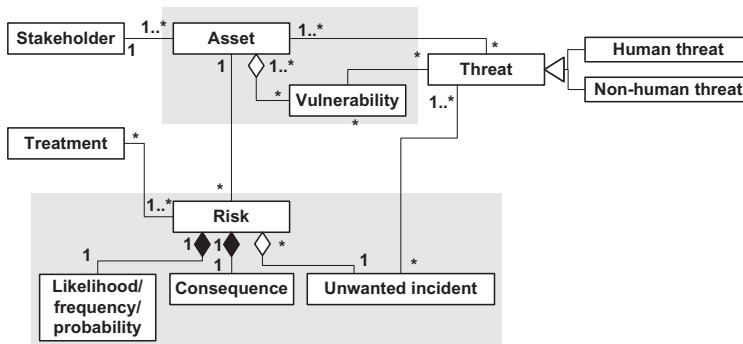 1..*
1..*
Stakeholder
Asset
Human threat
1
1
1..*
*
*
Threat
*
Vulnerability
Non-human threat
1..*
*
*
Treatment
*
1..*
Risk
1
1
*
1
1
1
*
Likelihood/
frequency/
probability
Consequence
Unwanted incident